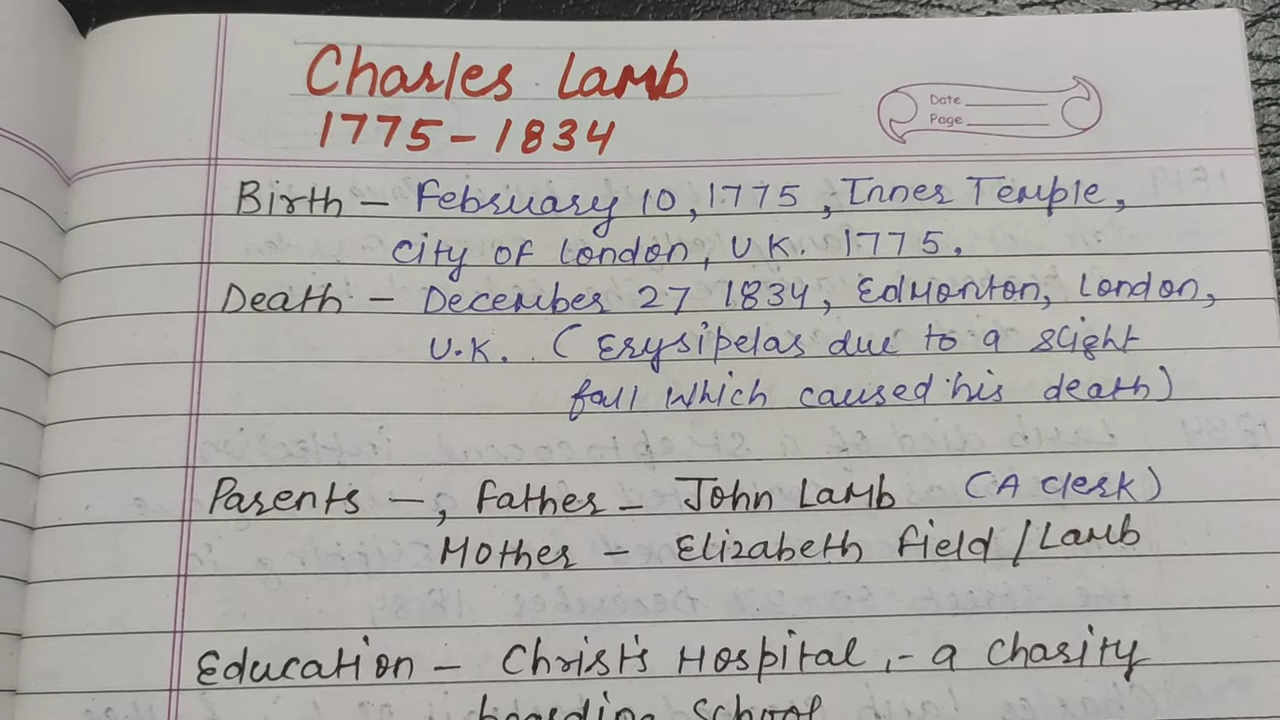 Charles Lamb
1775 - 1834
Date
Page
Birth - February 10, 1775, Inner Temple,
City of London, U.K. 1775.
Death - December 27 1834, Edmonton, London,
U.K. (Erysipelas due to a slight
fall which caused his death)
Parents -, Father - John Lamb (A clerk)
Mother - Elizabeth Field / Lamb
Education - Christ's Hospital, - a charity
boarding School